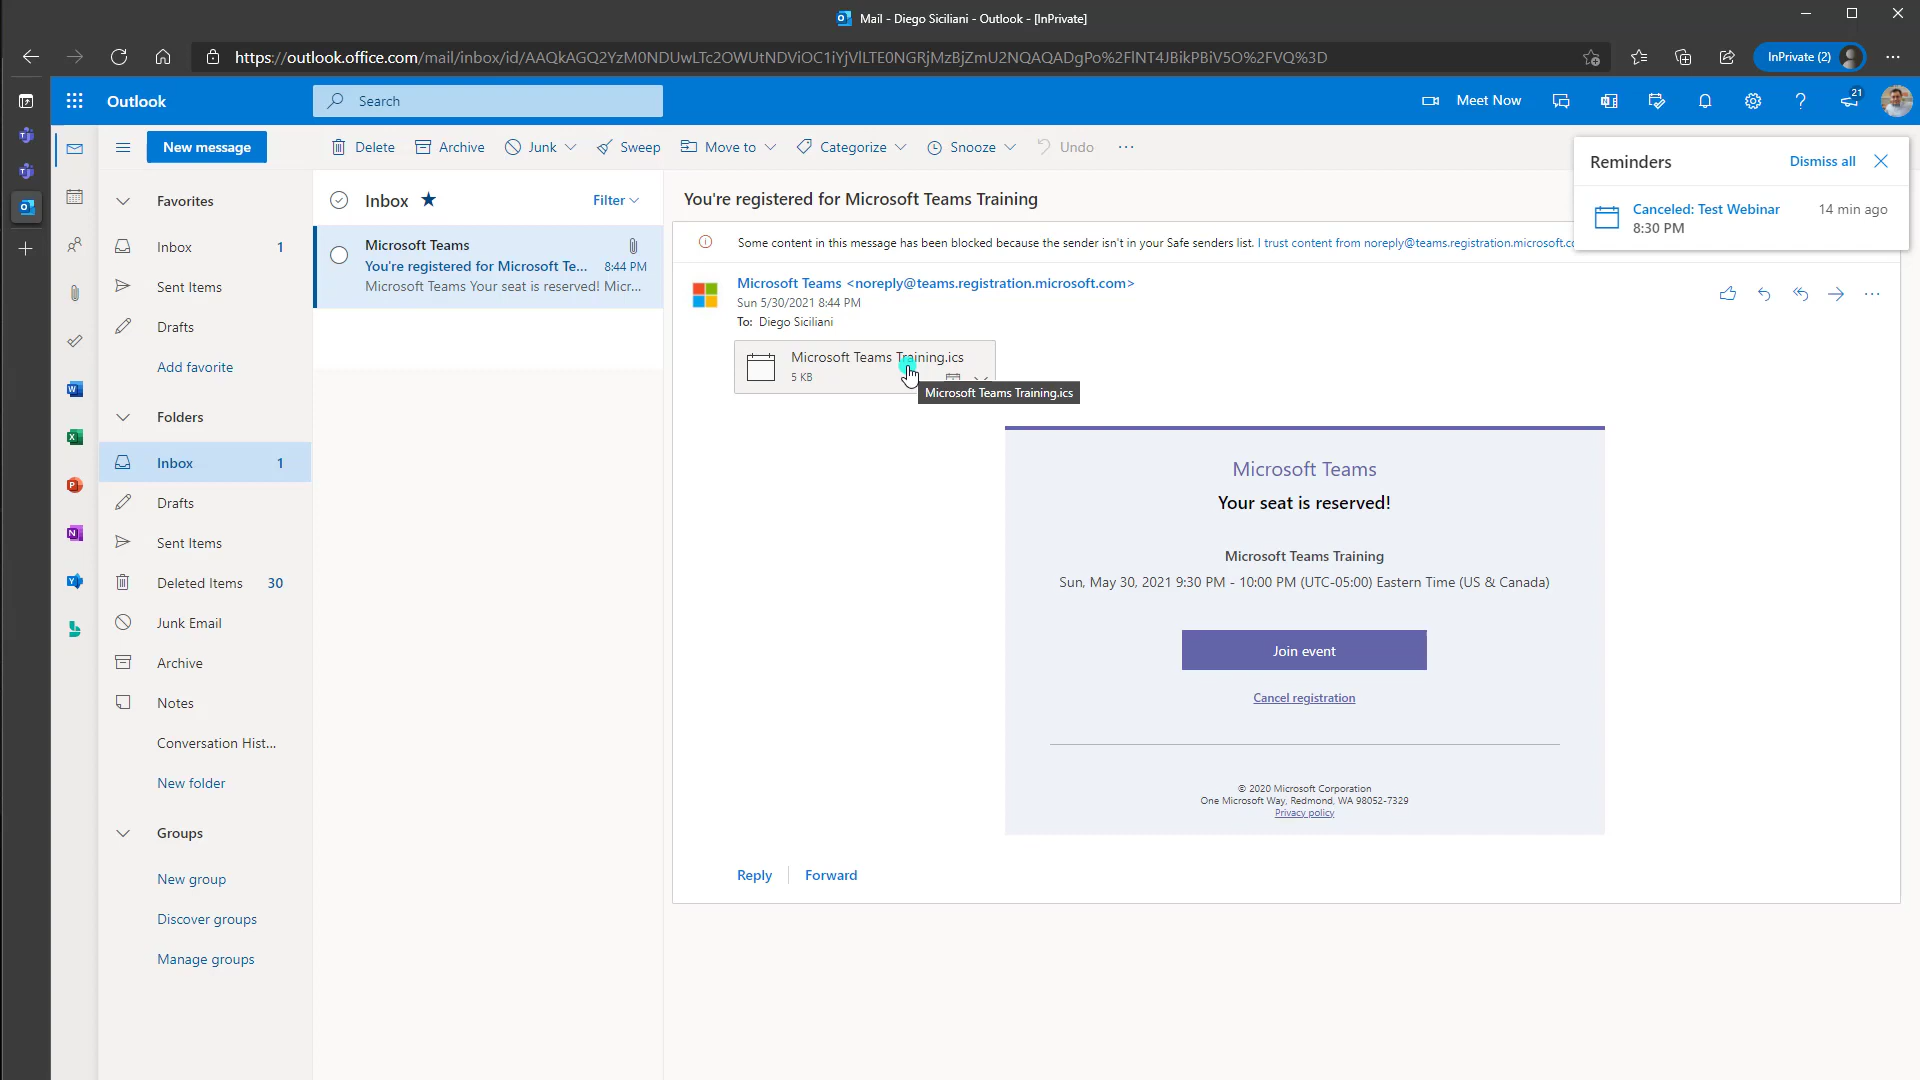 Mail - Diego Siciliani - Outlook - [InPrivate]
https://outlook.office.com/mail/inbox/id/AAQkAGQ2YzM0NDUwLTc2OWUtNDViOC1iYjVlLTE0NGRjMzBjZmU2NQAQADgPo%2FlNT4JBikPBiV5O%2FVQ%3D
InPrivate (2)
Outlook
Search
Meet Now
21
New message
Delete
Archive
Junk
Sweep
Move to
Categorize
Snooze
Undo
Reminders
Dismiss all
Canceled: Test Webinar
14 min ago
8:30 PM
Favorites
Inbox 1
Sent Items
Drafts
Add favorite
Folders
Inbox 1
Drafts
Sent Items
Deleted Items 30
Junk Email
Archive
Notes
Conversation Hist...
New folder
Groups
New group
Discover groups
Manage groups
Inbox
Filter
Microsoft Teams
You're registered for Microsoft Te... 8:44 PM
Microsoft Teams Your seat is reserved! Micr...
You're registered for Microsoft Teams Training
Some content in this message has been blocked because the sender isn't in your Safe senders list. I trust content from noreply@teams.registration.microsoft.co
Microsoft Teams <noreply@teams.registration.microsoft.com>
Sun 5/30/2021 8:44 PM
To: Diego Siciliani
Microsoft Teams Training.ics
5 KB
Microsoft Teams Training.ics
Microsoft Teams
Your seat is reserved!
Microsoft Teams Training
Sun, May 30, 2021 9:30 PM - 10:00 PM (UTC-05:00) Eastern Time (US & Canada)
Join event
Cancel registration
© 2020 Microsoft Corporation
One Microsoft Way, Redmond, WA 98052-7329
Privacy policy
Reply
Forward